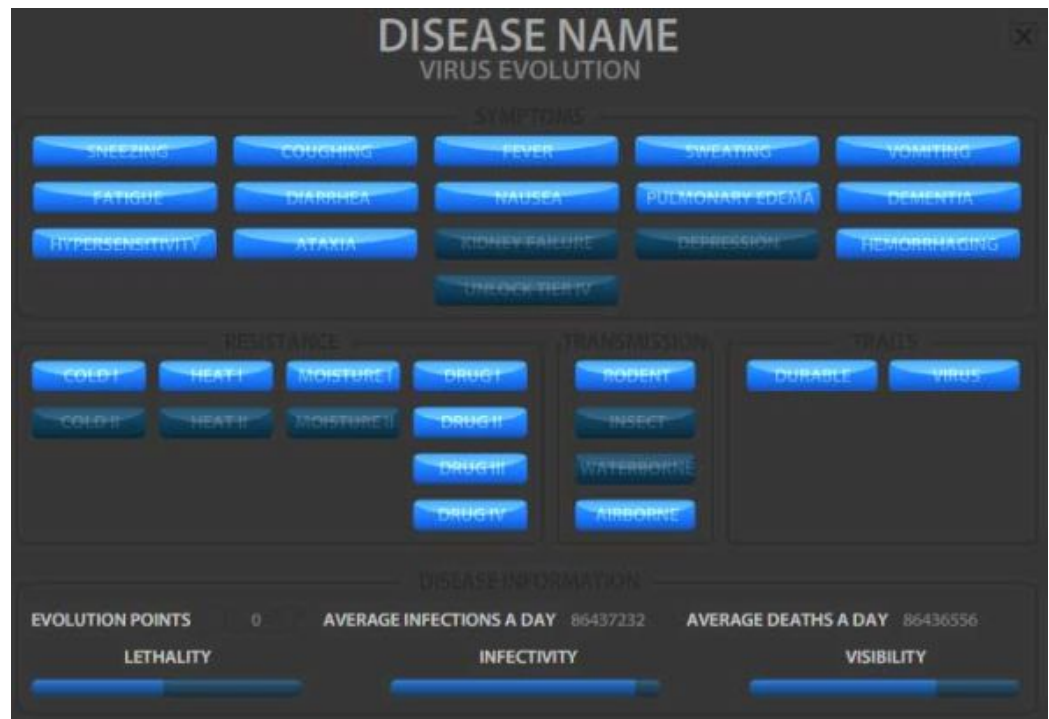 DISEASE NAME
VIRUS EVOLUTION
SYMPTOMS
SNEEZING COUGHING FEVER SWEATING VOMITING
FATIGUE DIARRHEA NAUSEA PULMONARY EDEMA DEMENTIA
HYPERSENSITIVITY ATAXIA KIDNEY FAILURE DEPRESSION HEMORRHAGING
UNLOCK TIER IV
RESISTANCE TRANSMISSION TRAITS
COLD I HEAT I MOISTURE I DRUG I RODENT DURABLE VIRUS
COLD II HEAT II MOISTURE II DRUG II INSECT
DRUG III WATERBORNE
DRUG IV AIRBORNE
DISEASE INFORMATION
EVOLUTION POINTS 0 AVERAGE INFECTIONS A DAY 86437232 AVERAGE DEATHS A DAY 86436556
LETHALITY INFECTIVITY VISIBILITY